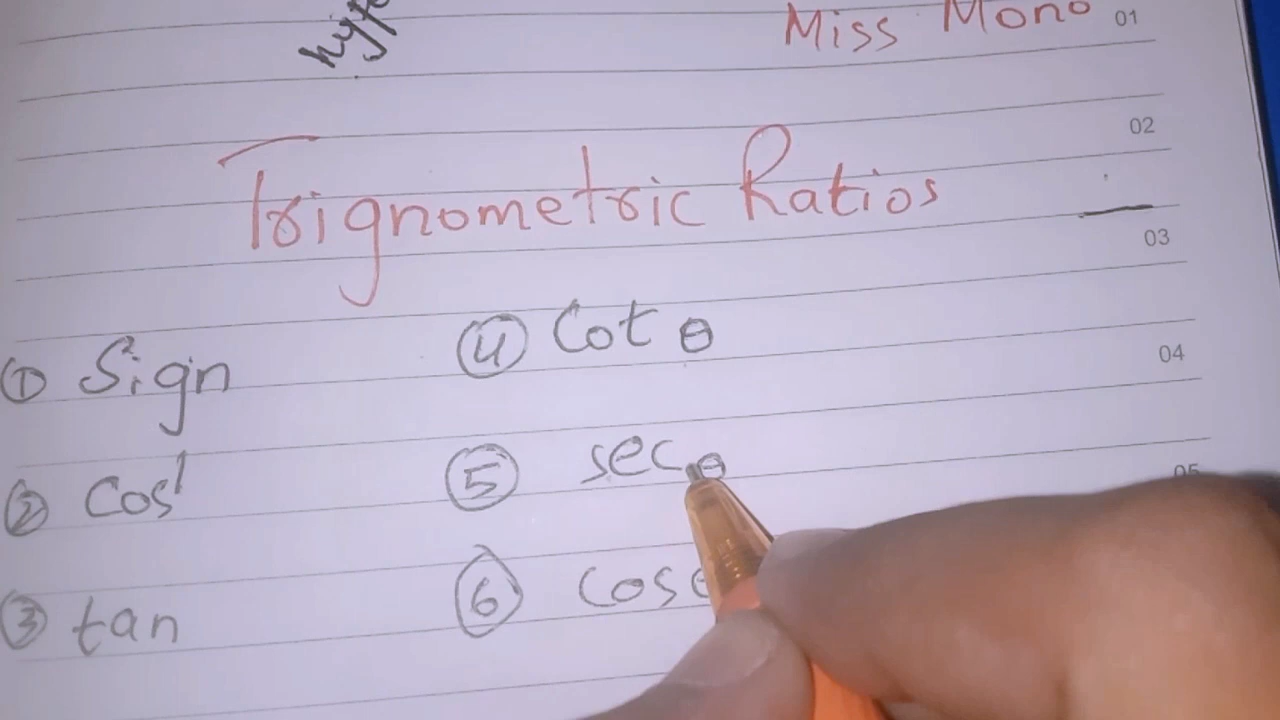 Miss Mono
01
02
Trignometric Ratios
03
① Sign
④ Cot θ
04
② Cos
⑤ sec θ
05
③ tan
⑥